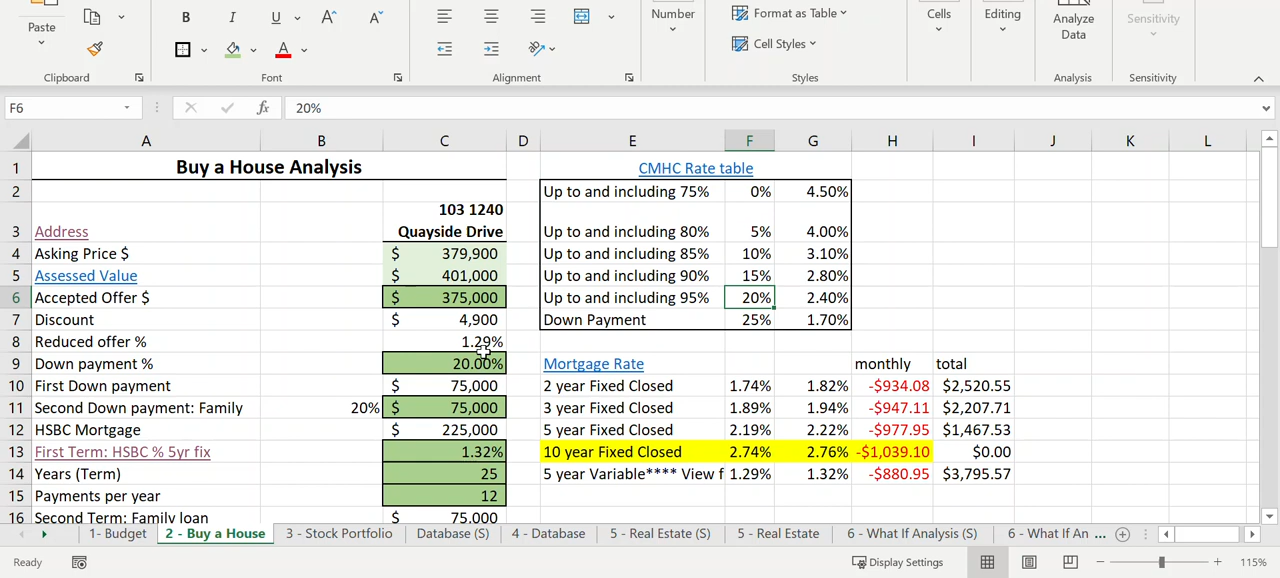 Paste
B I U A A
Number
Format as Table
Cell Styles
Cells
Editing
Analyze Data
Sensitivity
Clipboard Font Alignment Styles Analysis Sensitivity
F6 fx 20%
A B C D E F G H I J K L
1 Buy a House Analysis CMHC Rate table
2 Up to and including 75% 0% 4.50%
103 1240
3 Address Quayside Drive Up to and including 80% 5% 4.00%
4 Asking Price $ $ 379,900 Up to and including 85% 10% 3.10%
5 Assessed Value $ 401,000 Up to and including 90% 15% 2.80%
6 Accepted Offer $ $ 375,000 Up to and including 95% 20% 2.40%
7 Discount $ 4,900 Down Payment 25% 1.70%
8 Reduced offer % 1.29%
9 Down payment % 20.00% Mortgage Rate monthly total
10 First Down payment $ 75,000 2 year Fixed Closed 1.74% 1.82% -$934.08 $2,520.55
11 Second Down payment: Family 20% $ 75,000 3 year Fixed Closed 1.89% 1.94% -$947.11 $2,207.71
12 HSBC Mortgage $ 225,000 5 year Fixed Closed 2.19% 2.22% -$977.95 $1,467.53
13 First Term: HSBC % 5yr fix 1.32% 10 year Fixed Closed 2.74% 2.76% -$1,039.10 $0.00
14 Years (Term) 25 5 year Variable**** View f 1.29% 1.32% -$880.95 $3,795.57
15 Payments per year 12
16 Second Term: Family loan $ 75,000
1- Budget 2 - Buy a House 3 - Stock Portfolio Database (S) 4 - Database 5 - Real Estate (S) 5 - Real Estate 6 - What If Analysis (S) 6 - What If An ...
Ready Display Settings 115%